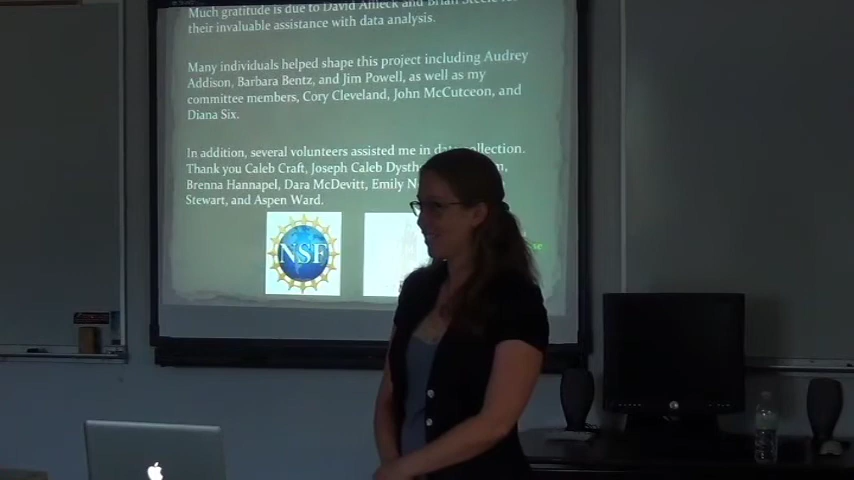 Much gratitude is due to David Affleck and Brian Steele for
their invaluable assistance with data analysis.
Many individuals helped shape this project including Audrey
Addison, Barbara Bentz, and Jim Powell, as well as my
committee members, Cory Cleveland, John McCutceon, and
Diana Six.
In addition, several volunteers assisted me in data collection.
Thank you Caleb Craft, Joseph Caleb
Brenna Hannapel, Dara McDevitt, Emily
Stewart, and Aspen Ward.
NSF